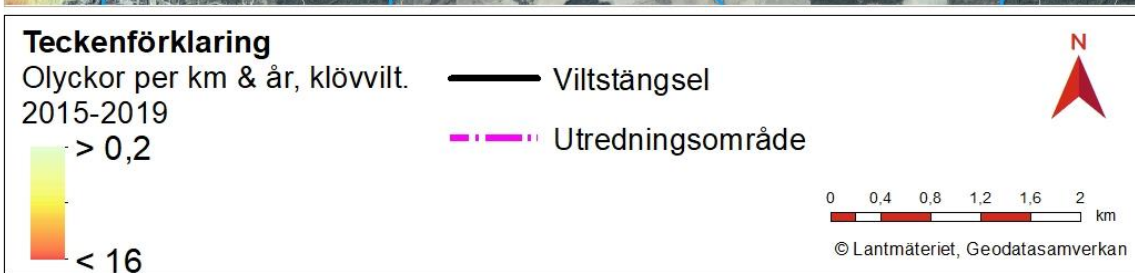 Teckenförklaring
Olyckor per km & år, klövvilt.
2015-2019
> 0,2
< 16
Viltstängsel
Utredningsområde
N
0 0,4 0,8 1,2 1,6 2
km
© Lantmäteriet, Geodatasamverkan